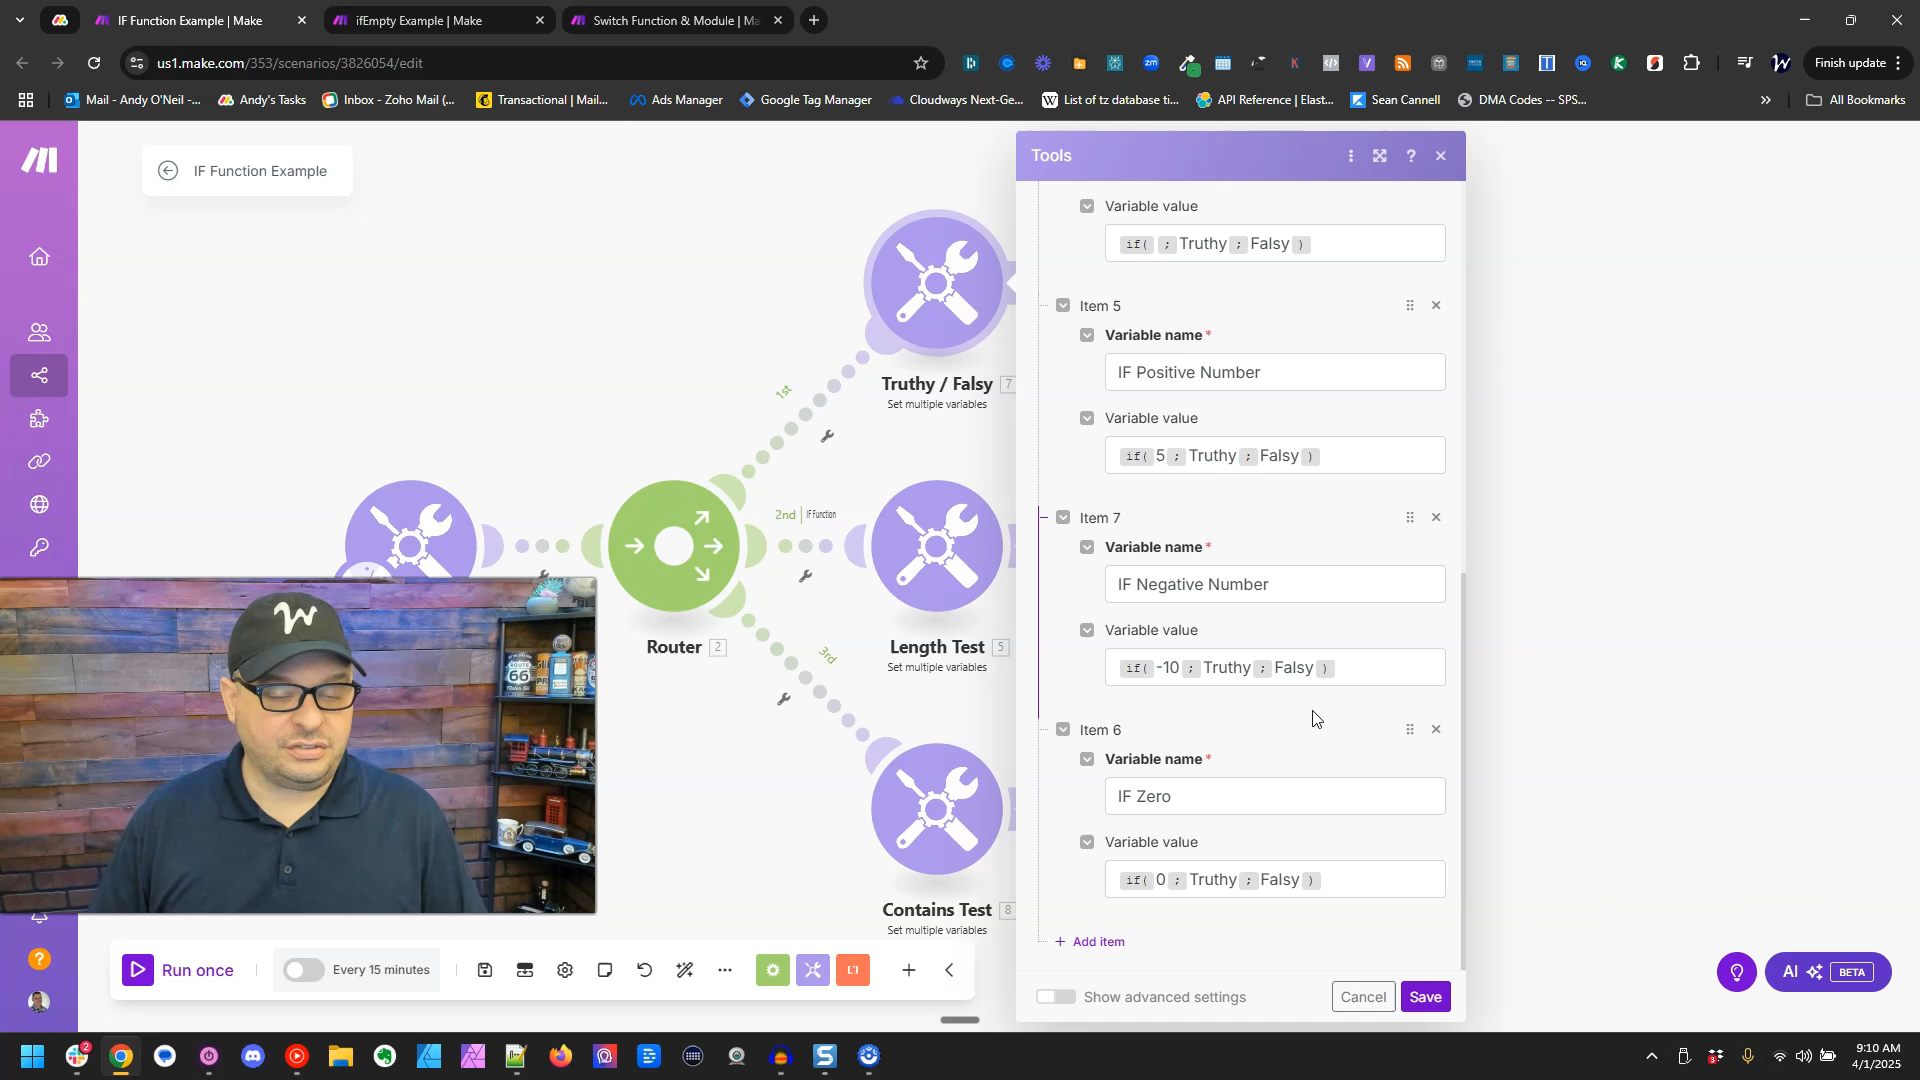 IF Function Example | Make
ifEmpty Example | Make
Switch Function & Module | Ma
us1.make.com/353/scenarios/3826054/edit
Finish update
Mail - Andy O'Neil -...
Andy's Tasks
Inbox - Zoho Mail (...
Transactional | Mail...
Ads Manager
Google Tag Manager
Cloudways Next-Ge...
List of tz database ti...
API Reference | Elast...
Sean Cannell
DMA Codes -- SPS...
All Bookmarks
IF Function Example
Tools
Variable value
if( ; Truthy ; Falsy )
Item 5
Variable name *
IF Positive Number
Variable value
if( 5 ; Truthy ; Falsy )
Item 7
Variable name *
IF Negative Number
Variable value
if( -10 ; Truthy ; Falsy )
Item 6
Variable name *
IF Zero
Variable value
if( 0 ; Truthy ; Falsy )
+ Add item
Show advanced settings
Cancel
Save
1st
Truthy / Falsy 7
Set multiple variables
2nd | IF Function
Router 2
Length Test 5
Set multiple variables
3rd
Contains Test 8
Set multiple variables
ROUTE
66
Run once
Every 15 minutes
AI BETA
9:10 AM
4/1/2025